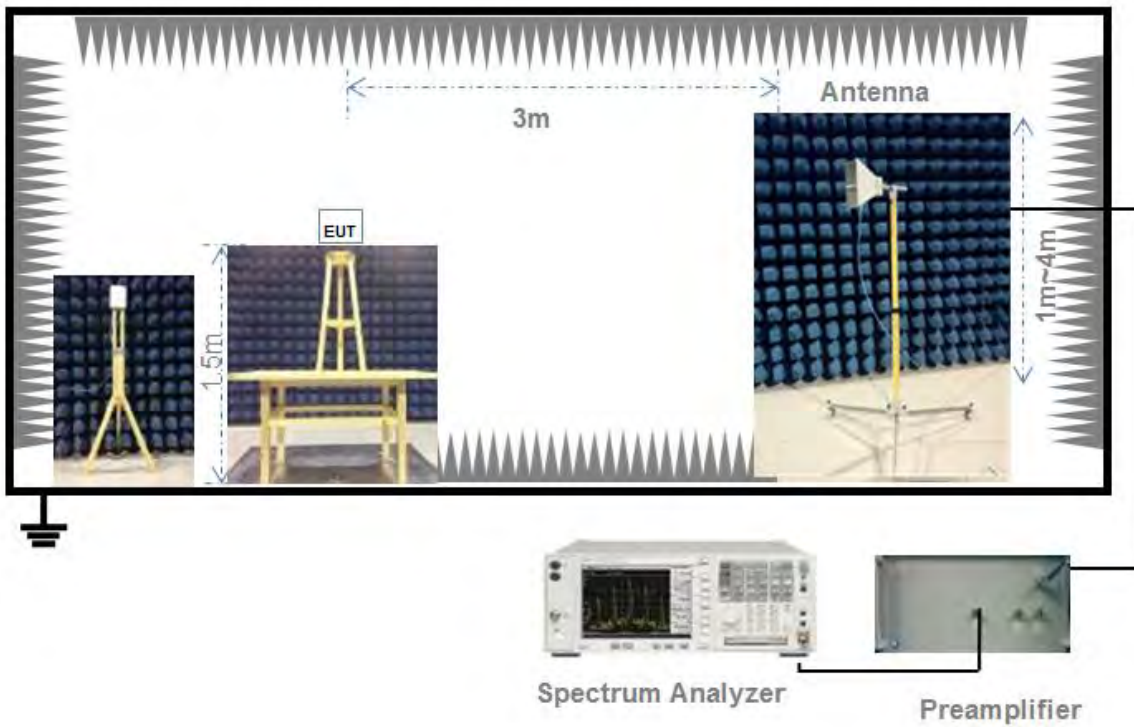 Antenna
3m
EUT
1.5m
1m~4m
Spectrum Analyzer
Preamplifier